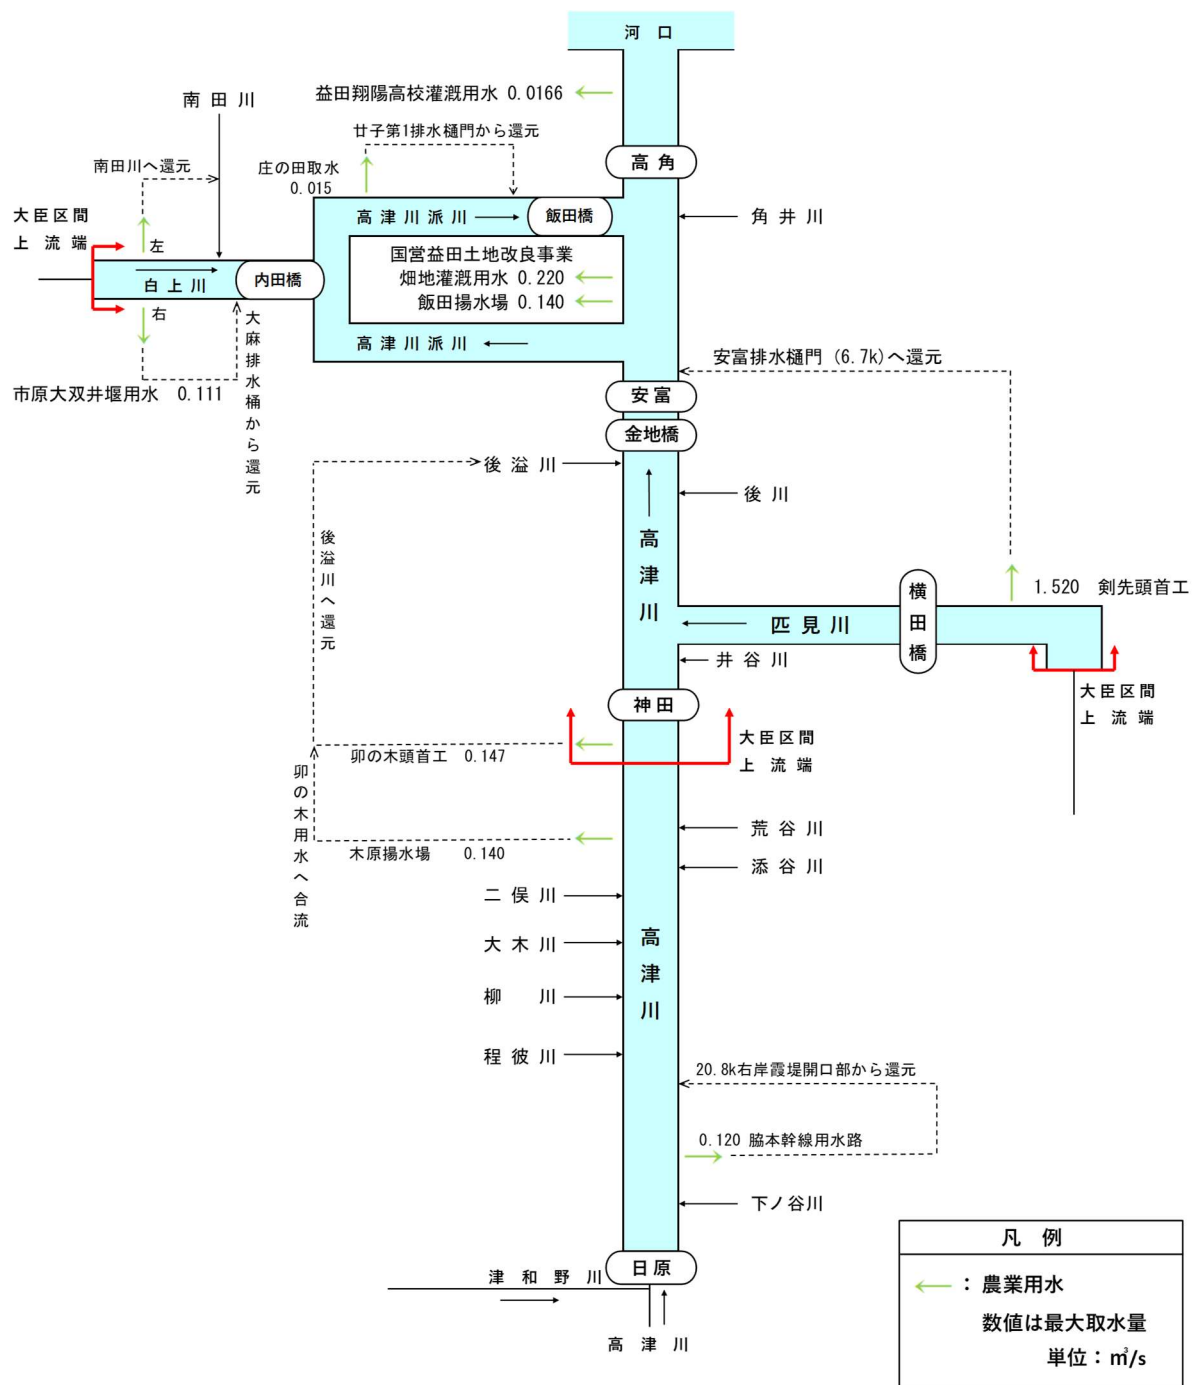 河口
益田翔陽高校灌漑用水 0.0166
南田川
廿子第1排水樋門から還元
高角
南田川へ還元
庄の田取水
0.015
大臣区間
上流端
左
高津川派川
飯田橋
角井川
国営益田土地改良事業
畑地灌漑用水 0.220
飯田揚水場 0.140
白上川
内田橋
右
大麻排水桶から還元
高津川派川
安富排水樋門 (6.7k)へ還元
市原大双井堰用水 0.111
安富
金地橋
後溢川
後川
後溢川へ還元
高津川
横田橋
1.520 剣先頭首工
匹見川
井谷川
大臣区間
上流端
神田
大臣区間
上流端
卯の木頭首工 0.147
卯の木用水へ合流
荒谷川
木原揚水場 0.140
添谷川
二俣川
高津川
大木川
柳川
程彼川
20.8k右岸霞堤開口部から還元
0.120 脇本幹線用水路
下ノ谷川
日原
津和野川
高津川
凡例
：農業用水
数値は最大取水量
単位：㎥/s